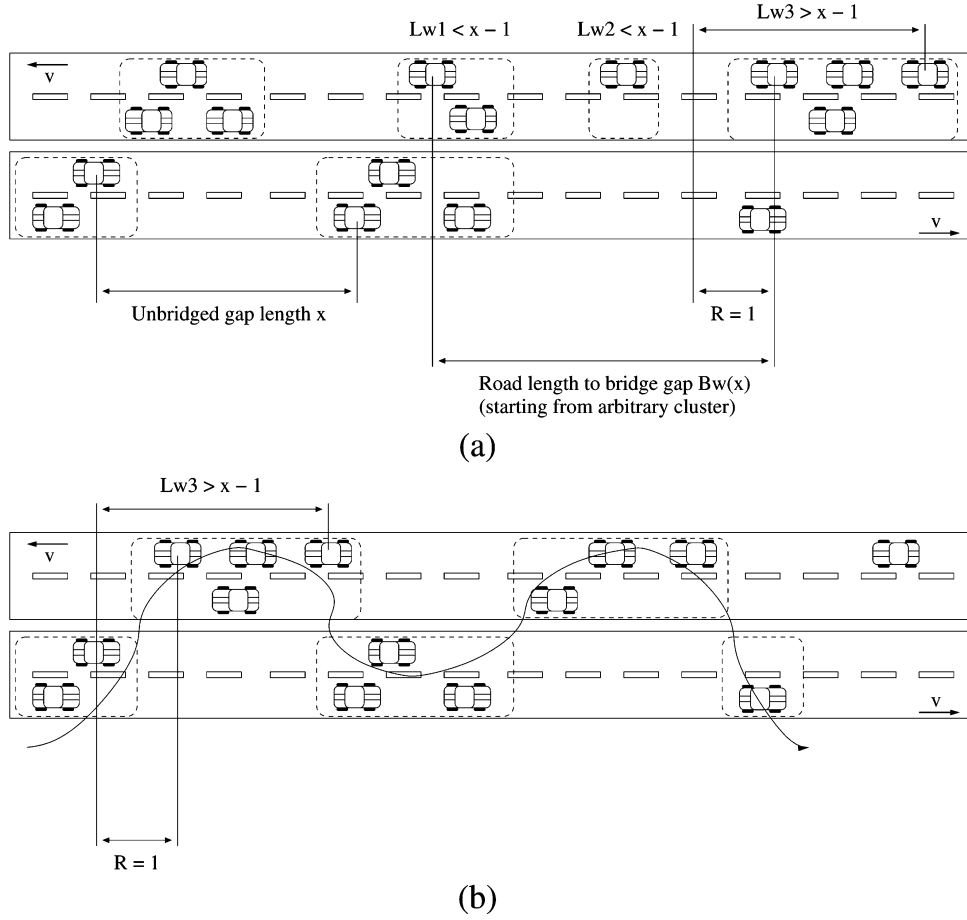 Lw1 < x − 1
Lw2 < x − 1
Lw3 > x − 1
v
v
Unbridged gap length x
R = 1
Road length to bridge gap Bw(x)
(starting from arbitrary cluster)
(a)
Lw3 > x − 1
v
v
R = 1
(b)